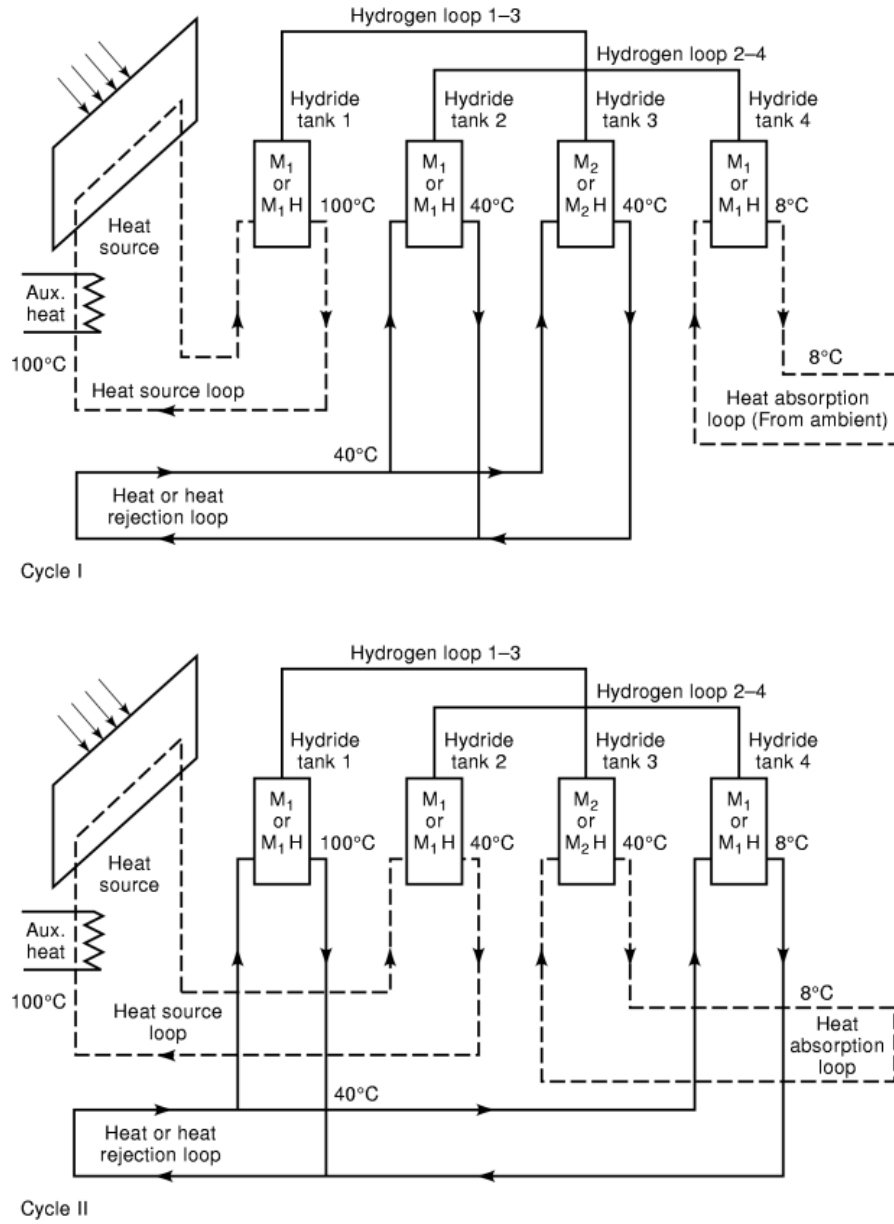 Hydrogen loop 1–3
Hydrogen loop 2–4
Hydride
tank 1
Hydride
tank 2
Hydride
tank 3
Hydride
tank 4
M1
or
M1H
100°C
M1
or
M1H
40°C
M2
or
M2H
40°C
M1
or
M1H
8°C
Heat
source
Aux.
heat
100°C
Heat source loop
8°C
Heat absorption
loop (From ambient)
40°C
Heat or heat
rejection loop
Cycle I
Hydrogen loop 1–3
Hydrogen loop 2–4
Hydride
tank 1
Hydride
tank 2
Hydride
tank 3
Hydride
tank 4
M1
or
M1H
100°C
M1
or
M1H
40°C
M2
or
M2H
40°C
M1
or
M1H
8°C
Heat
source
Aux.
heat
100°C
Heat source
loop
8°C
Heat
absorption
loop
40°C
Heat or heat
rejection loop
Cycle II